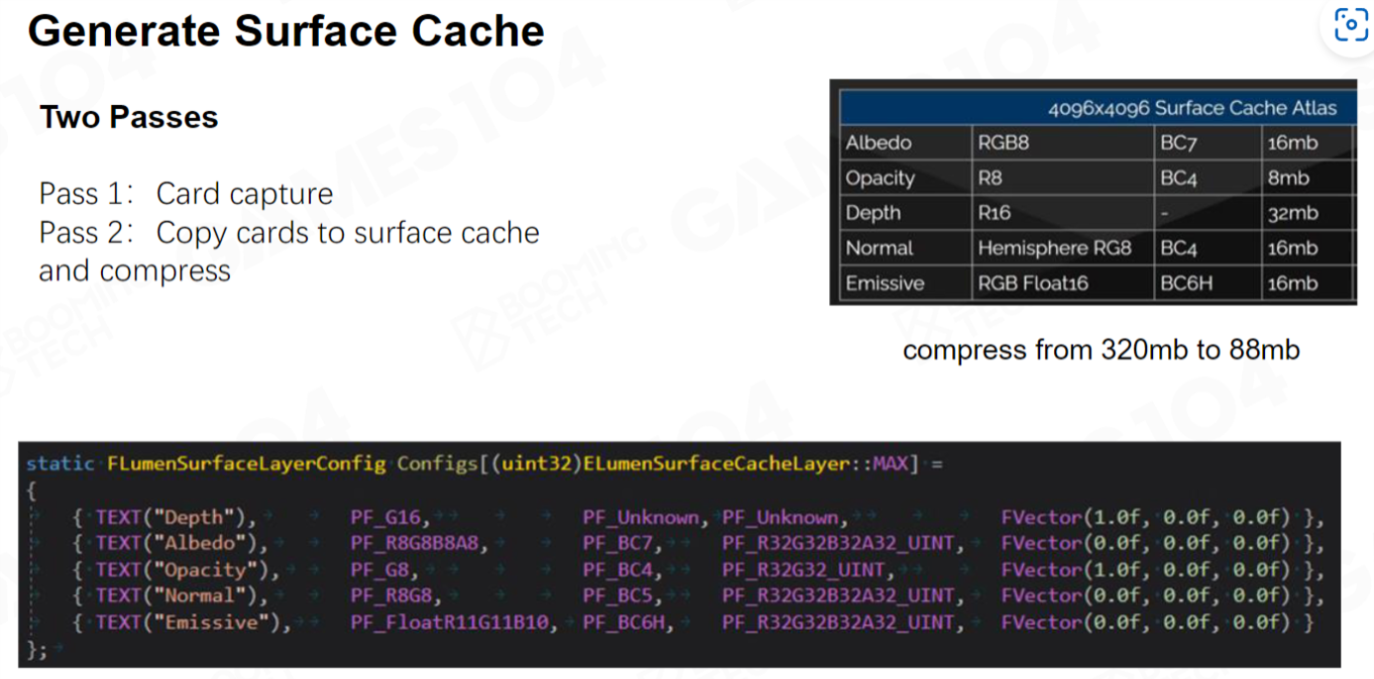 Generate Surface Cache
Two Passes
Pass 1: Card capture
Pass 2: Copy cards to surface cache
and compress
4096x4096 Surface Cache Atlas
Albedo RGB8 BC7 16mb
Opacity R8 BC4 8mb
Depth R16 - 32mb
Normal Hemisphere RG8 BC4 16mb
Emissive RGB Float16 BC6H 16mb
compress from 320mb to 88mb
static FLumenSurfaceLayerConfig Configs[(uint32)ELumenSurfaceCacheLayer::MAX] =
{
{ TEXT("Depth"), PF_G16, PF_Unknown, PF_Unknown, FVector(1.0f, 0.0f, 0.0f) },
{ TEXT("Albedo"), PF_R8G8B8A8, PF_BC7, PF_R32G32B32A32_UINT, FVector(0.0f, 0.0f, 0.0f) },
{ TEXT("Opacity"), PF_G8, PF_BC4, PF_R32G32_UINT, FVector(1.0f, 0.0f, 0.0f) },
{ TEXT("Normal"), PF_R8G8, PF_BC5, PF_R32G32B32A32_UINT, FVector(0.0f, 0.0f, 0.0f) },
{ TEXT("Emissive"), PF_FloatR11G11B10, PF_BC6H, PF_R32G32B32A32_UINT, FVector(0.0f, 0.0f, 0.0f) }
};
GAMES104
BOOMING
TECH